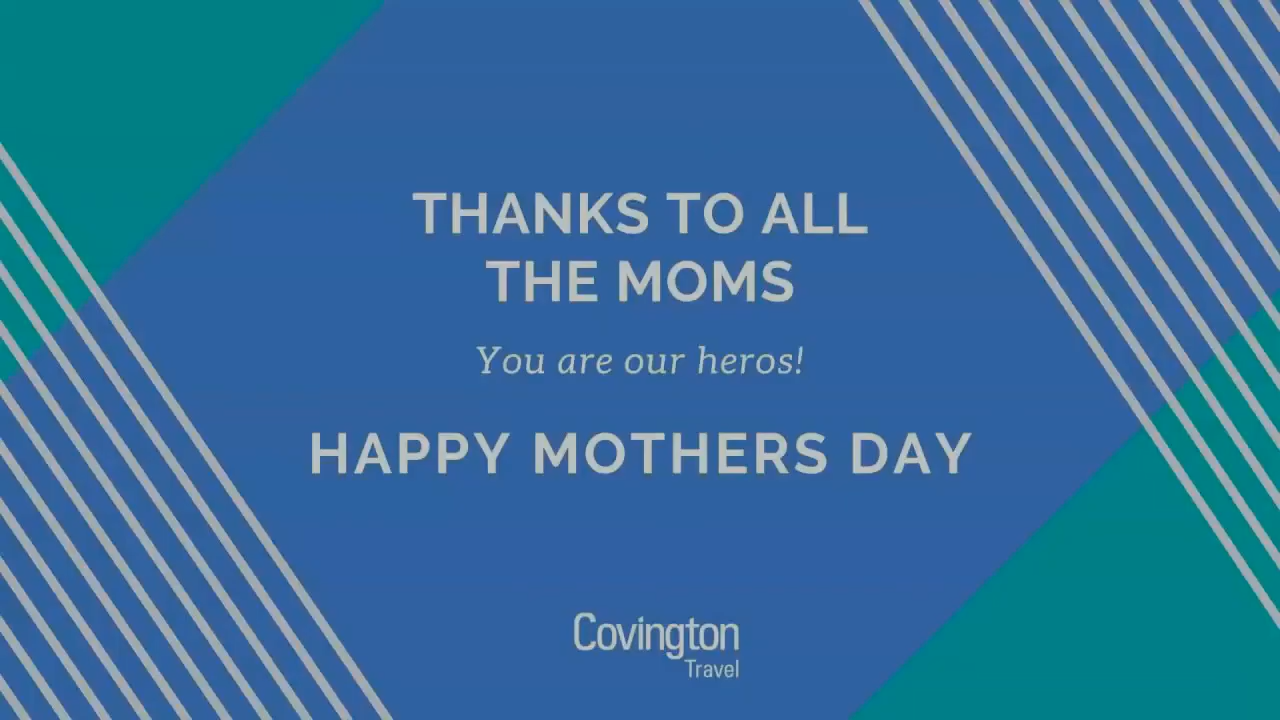 THANKS TO ALL
THE MOMS
You are our heros!
HAPPY MOTHERS DAY
Covington
Travel